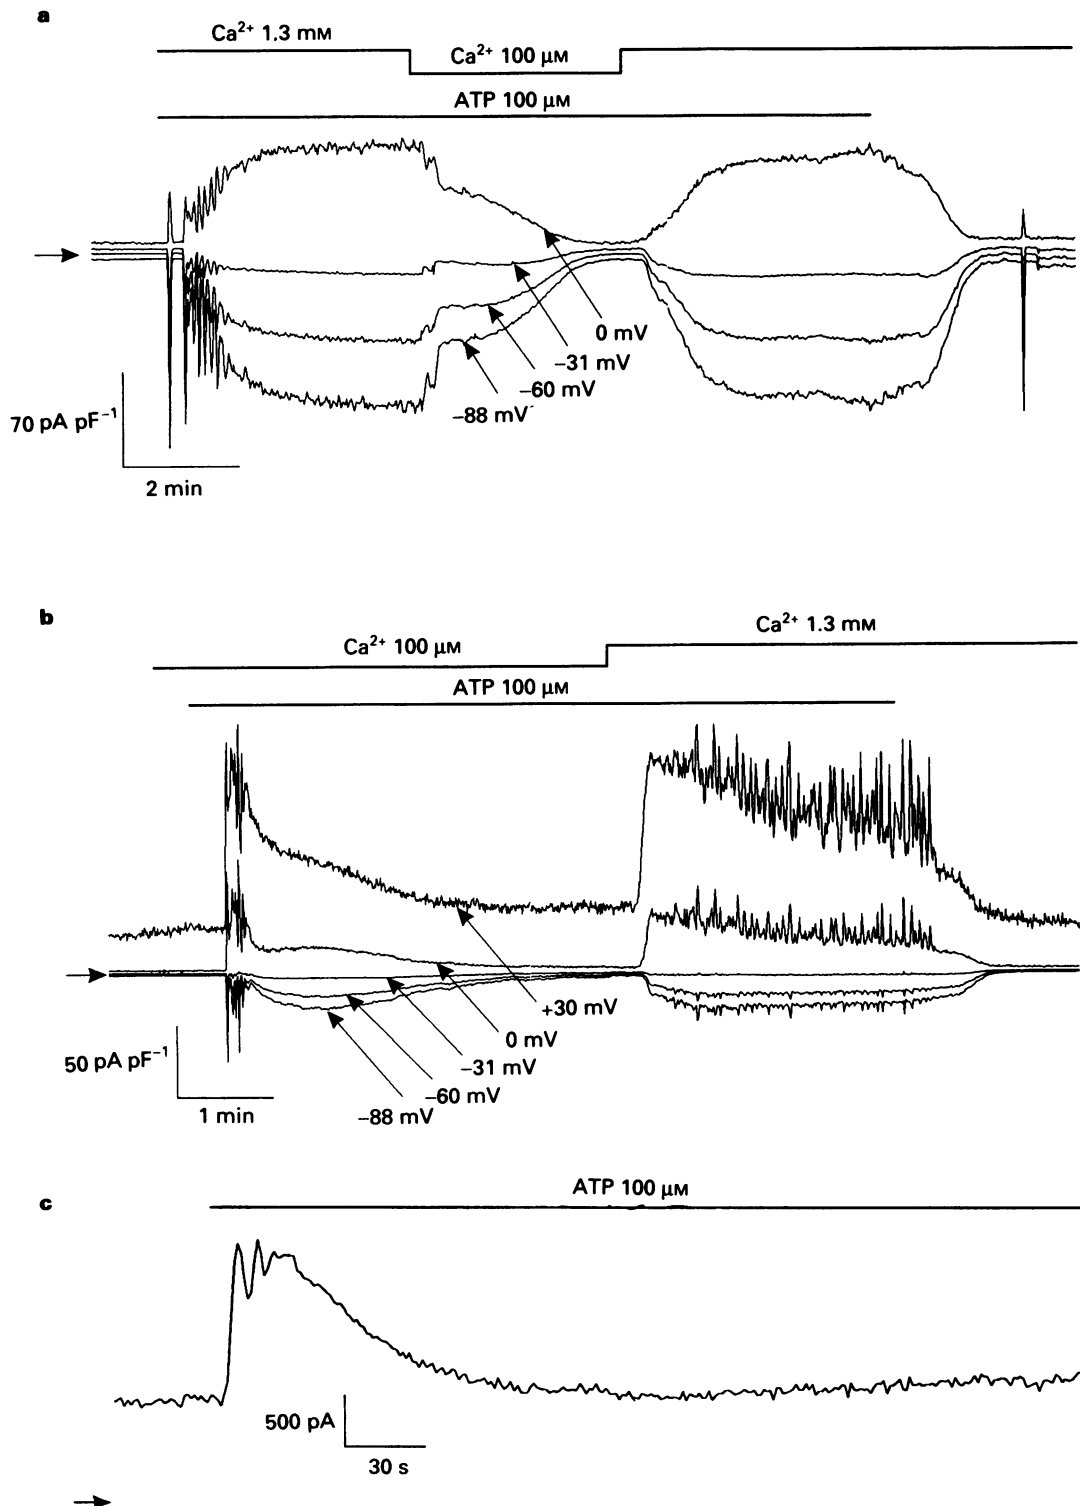 a
Ca²⁺ 1.3 mM
Ca²⁺ 100 μM
ATP 100 μM
0 mV
−31 mV
−60 mV
−88 mV
70 pA pF⁻¹
2 min
b
Ca²⁺ 100 μM
Ca²⁺ 1.3 mM
ATP 100 μM
+30 mV
0 mV
−31 mV
−60 mV
−88 mV
50 pA pF⁻¹
1 min
c
ATP 100 μM
500 pA
30 s